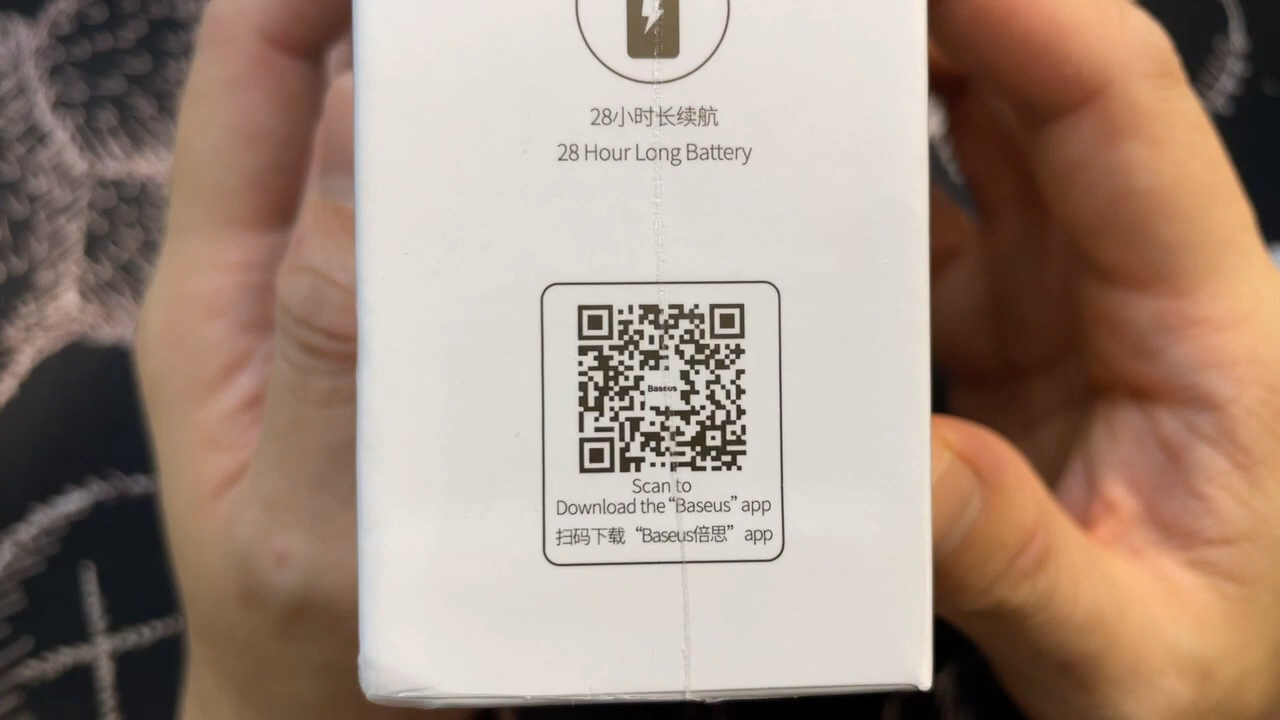 28小时长续航
28 Hour Long Battery
Baseus
Scan to
Download the “Baseus” app
扫码下载“Baseus倍思” app